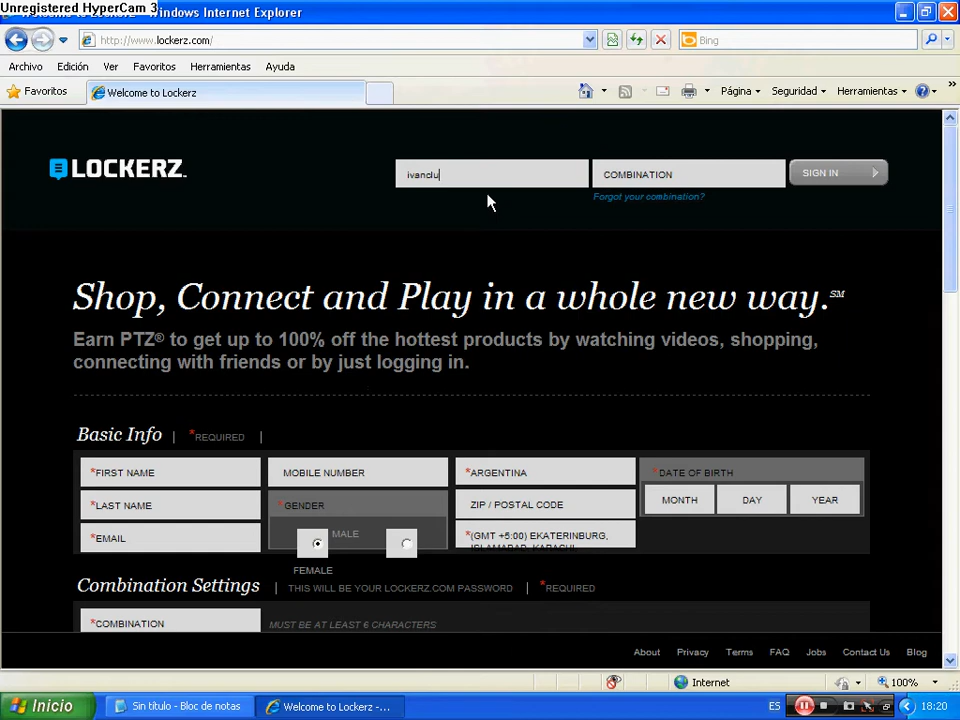 Unregistered HyperCam 3
Windows Internet Explorer
http://www.lockerz.com/
Bing
Archivo Edición Ver Favoritos Herramientas Ayuda
Favoritos
Welcome to Lockerz
Página Seguridad Herramientas
LOCKERZ
ivanclu
COMBINATION
SIGN IN
Forgot your combination?
Shop, Connect and Play in a whole new way.℠
Earn PTZ® to get up to 100% off the hottest products by watching videos, shopping,
connecting with friends or by just logging in.
Basic Info | *REQUIRED |
*FIRST NAME
MOBILE NUMBER
*ARGENTINA
*DATE OF BIRTH
*LAST NAME
*GENDER
ZIP / POSTAL CODE
MONTH DAY YEAR
*EMAIL
MALE
*(GMT +5:00) EKATERINBURG,
ISLAMABAD, KARACHI,
FEMALE
Combination Settings | THIS WILL BE YOUR LOCKERZ.COM PASSWORD | *REQUIRED
*COMBINATION
MUST BE AT LEAST 6 CHARACTERS
About Privacy Terms FAQ Jobs Contact Us Blog
Internet
100%
Inicio
Sin título - Bloc de notas
Welcome to Lockerz -...
ES
18:20